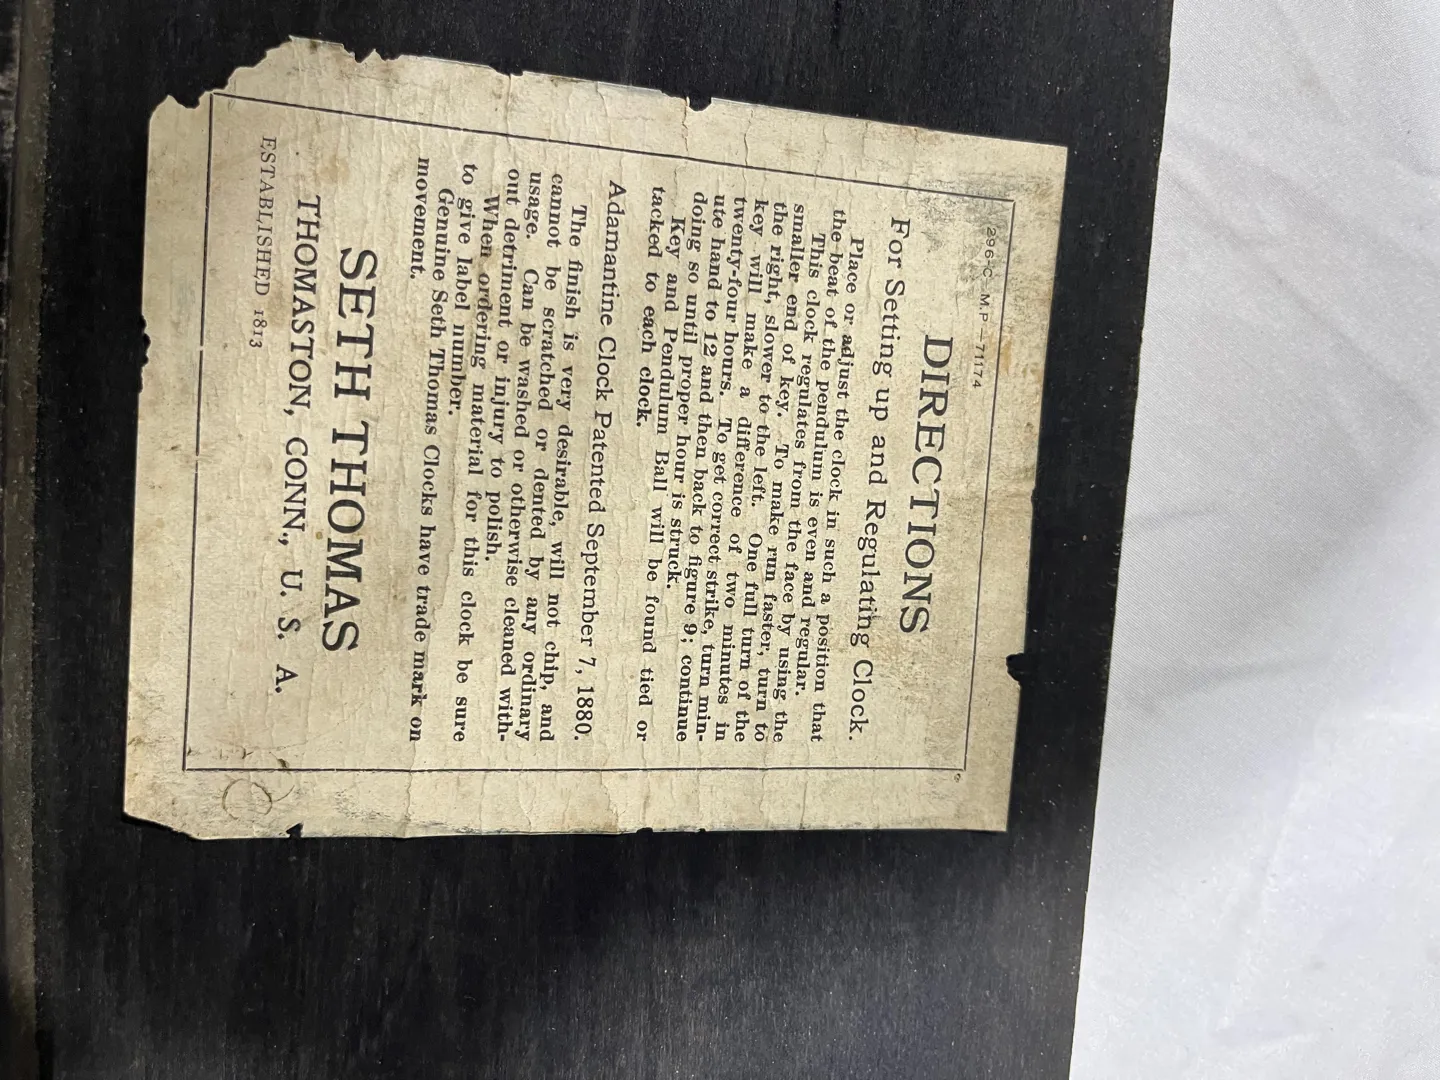 296-C—M.P.—71174
DIRECTIONS
For Setting up and Regulating Clock.
Place or adjust the clock in such a position that
the beat of the pendulum is even and regular.
This clock regulates from the face by using the
smaller end of key. To make run faster, turn to
the right, slower to the left. One full turn of the
key will make a difference of two minutes in
twenty-four hours. To get correct strike, turn min-
ute hand to 12 and then back to figure 9; continue
doing so until proper hour is struck.
Key and Pendulum Ball will be found tied or
tacked to each clock.
Adamantine Clock Patented September 7, 1880.
The finish is very desirable, will not chip, and
cannot be scratched or dented by any ordinary
usage. Can be washed or otherwise cleaned with-
out detriment or injury to polish.
When ordering material for this clock be sure
to give label number.
Genuine Seth Thomas Clocks have trade mark on
movement.
SETH THOMAS
THOMASTON, CONN., U. S. A.
ESTABLISHED 1813